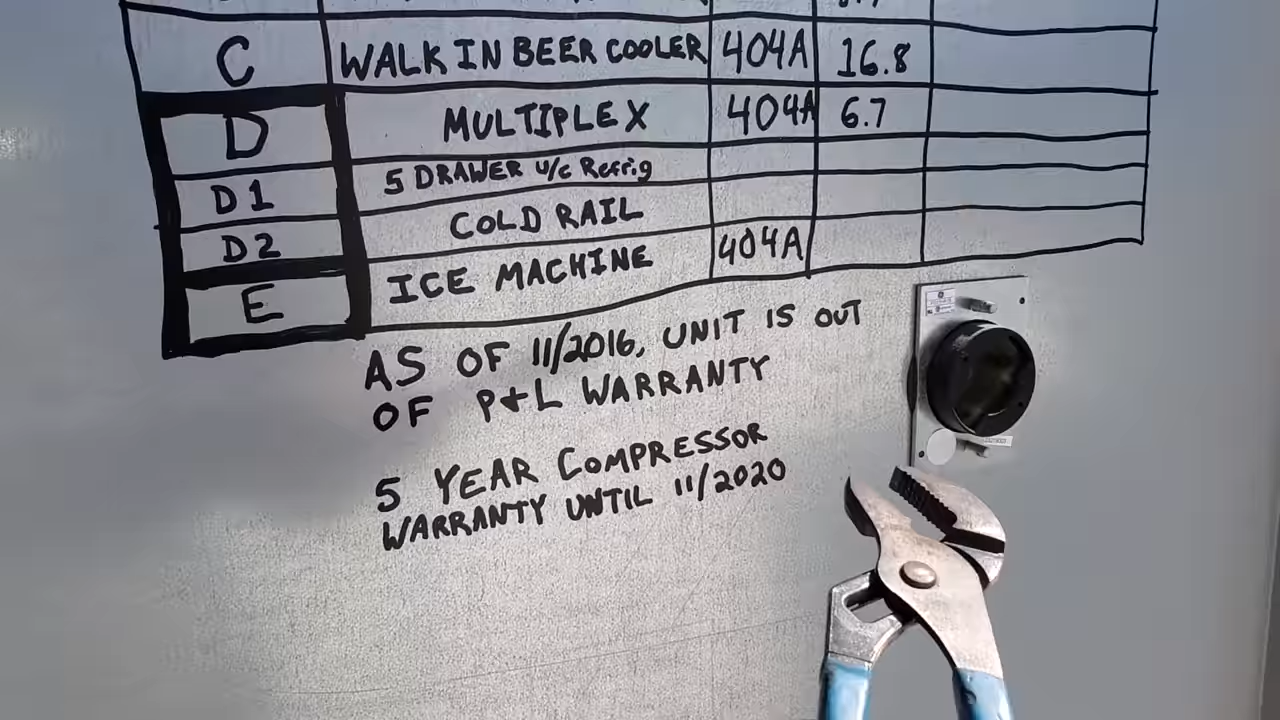 C WALK IN BEER COOLER 404A 16.8
D MULTIPLEX 404A 6.7
D1 5 DRAWER u/c Refrig
D2 COLD RAIL
E ICE MACHINE 404A
AS OF 11/2016, UNIT IS OUT
OF P+L WARRANTY
5 YEAR COMPRESSOR
WARRANTY UNTIL 11/2020